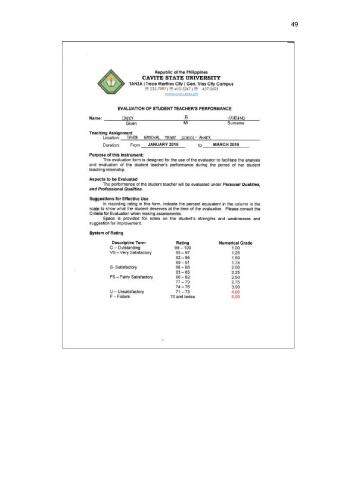 49
Republic of the Philippines
CAVITE STATE UNIVERSITY
TANZA | Trece Martires City | Gen. Trias City Campus
EVALUATION OF STUDENT TEACHER'S PERFORMANCE
Name: B
Given MI Surname
Teaching Assignment
Location: NATIONAL SCHOOL - ANNEX
Duration: From JANUARY 2019 to MARCH 2019
Purpose of this Instrument:
This evaluation form is designed for the use of the evaluator to facilitate the analysis
and evaluation of the student teacher's performance during the period of her student
teaching internship.
Aspects to be Evaluated
The performance of the student teacher will be evaluated under Personal Qualities,
and Professional Qualities.
Suggestions for Effective Use
In recording rating in this form, indicate the percent equivalent in the column in the
scale to show what the student deserves at the time of the evaluation. Please consult the
Criteria for Evaluation when making assessments.
Space is provided for notes on the student's strengths and weaknesses and
suggestion for improvement.
System of Rating
Descriptive Term Rating Numerical Grade
O – Outstanding 98 – 100 1.00
VS – Very Satisfactory 95 – 97 1.25
92 – 94 1.50
89 – 91 1.75
S- Satisfactory 86 – 88 2.00
83 – 85 2.25
FS – Fairly Satisfactory 80 – 82 2.50
77 – 79 2.75
74 – 76 3.00
U – Unsatisfactory 71 – 73 4.00
F – Failure 70 and below 5.00